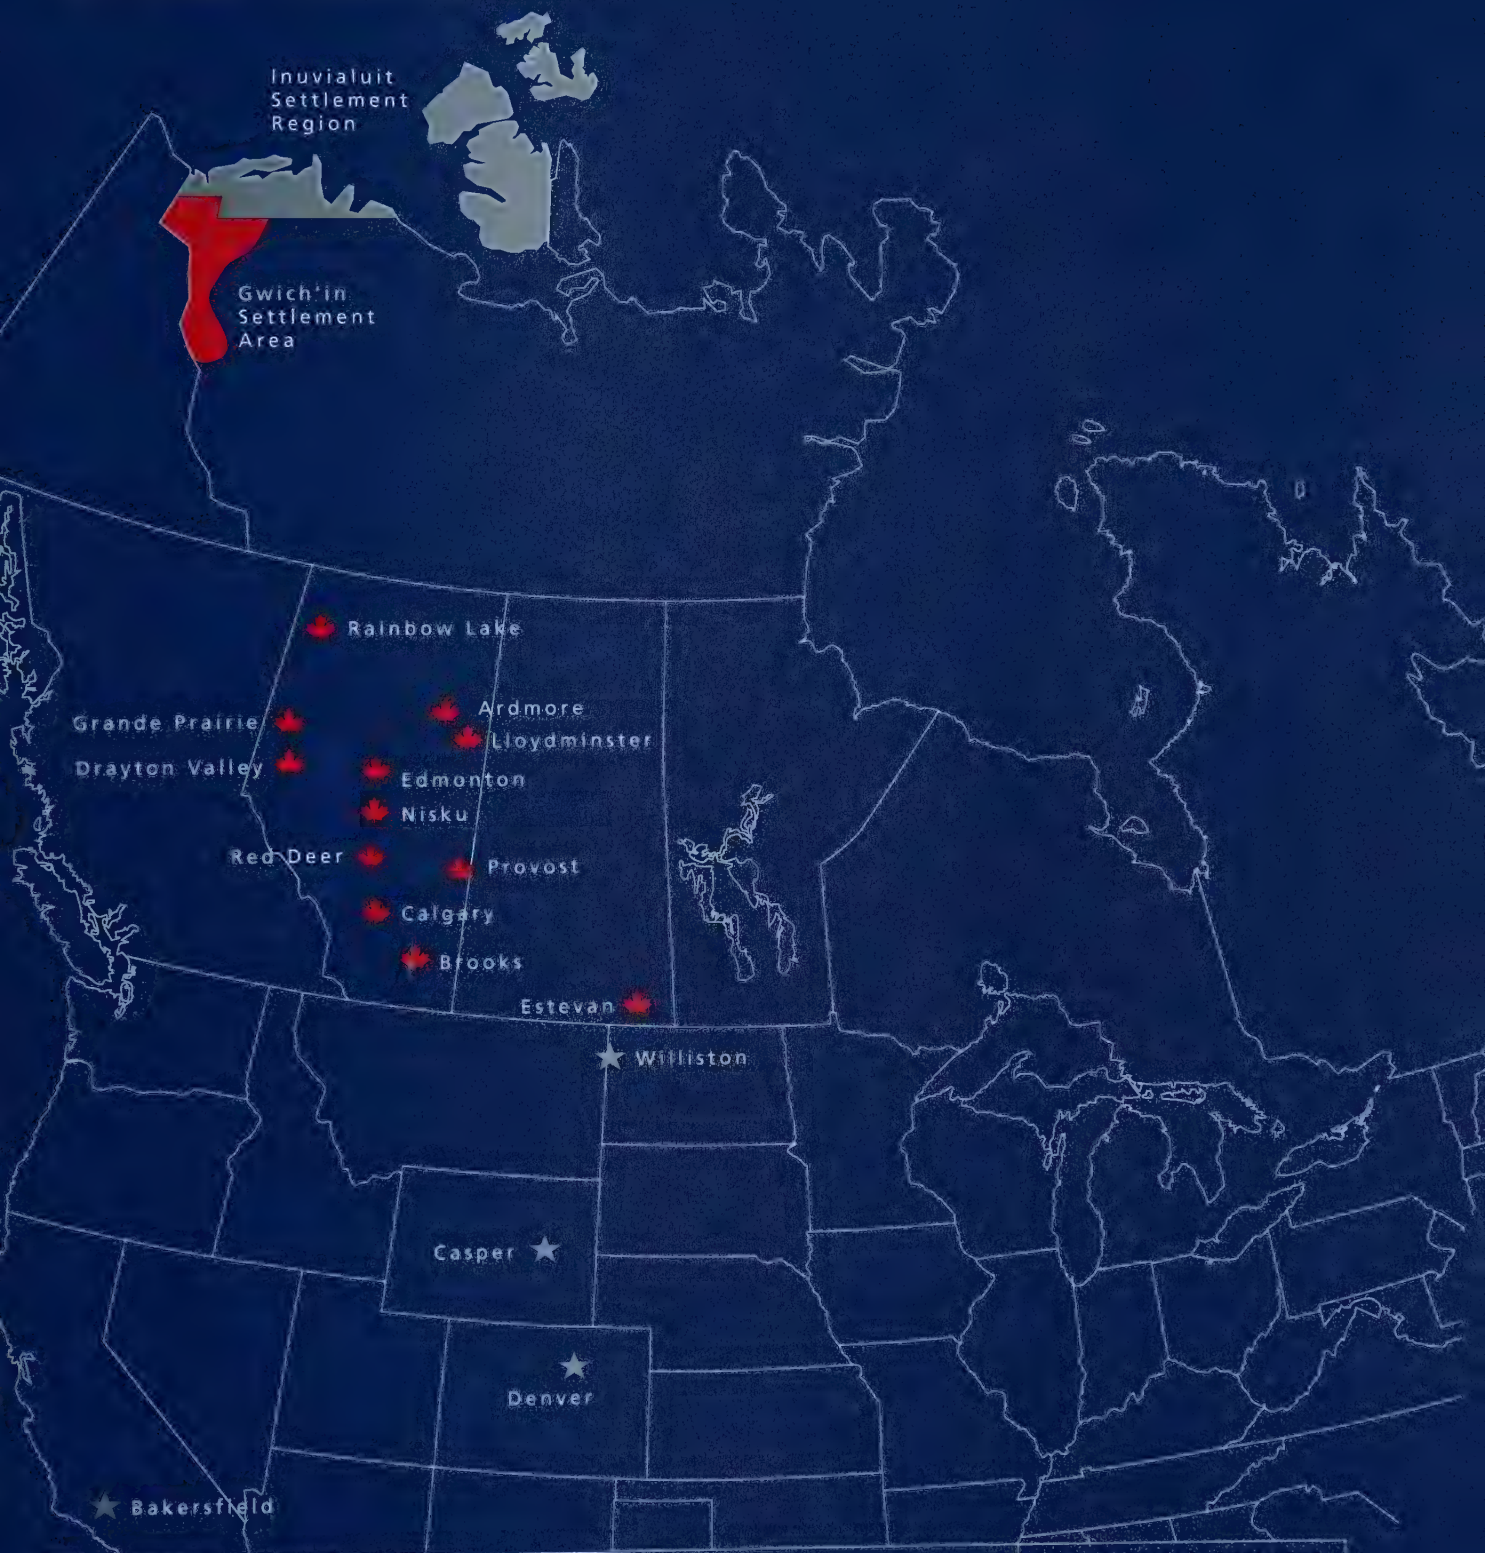 Inuvialuit
Settlement
Region
Gwich'in
Settlement
Area
Rainbow Lake
Ardmore
Grande Prairie
Lloydminster
Drayton Valley
Edmonton
Nisku
Red Deer
Provost
Calgary
Brooks
Estevan
Williston
Casper
Denver
Bakersfield